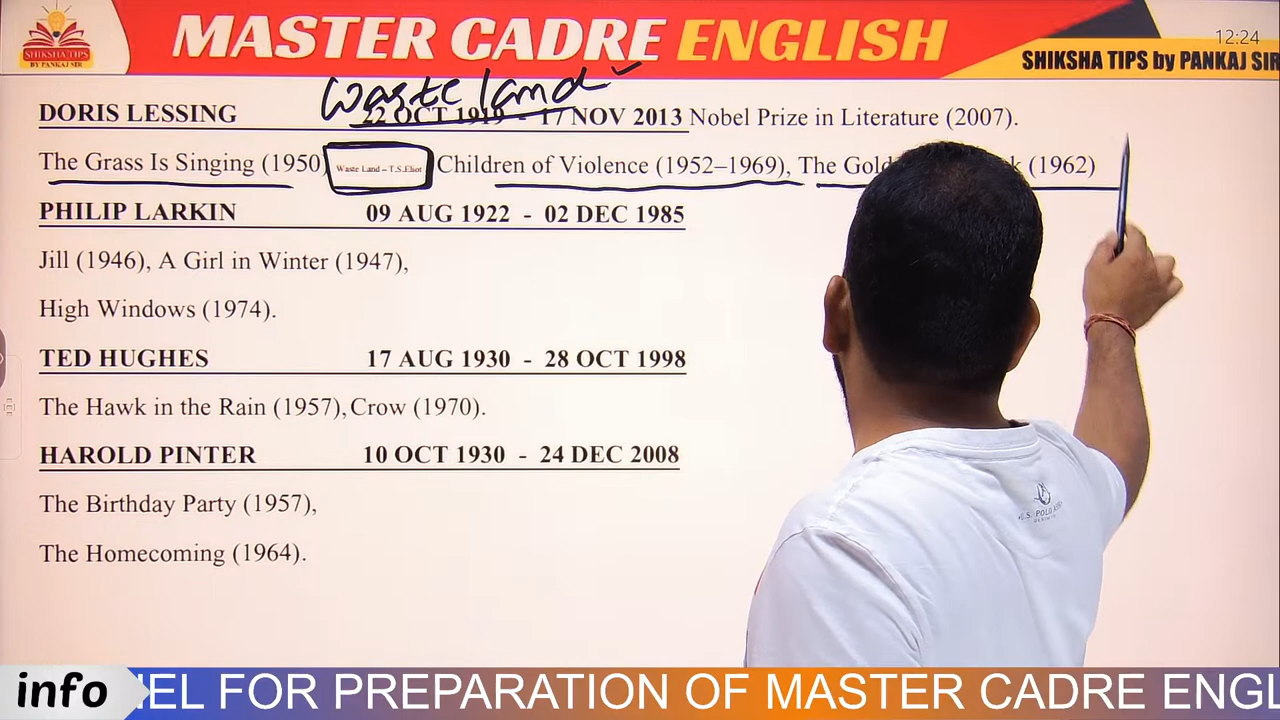 SHIKSHA TIPS
BY PANKAJ SIR
MASTER CADRE ENGLISH
12:24
SHIKSHA TIPS by PANKAJ SIR
Waste land
DORIS LESSING 22 OCT 1919 - 17 NOV 2013 Nobel Prize in Literature (2007).
The Grass Is Singing (1950) Waste Land – T.S.Eliot Children of Violence (1952–1969), The (1962)
PHILIP LARKIN 09 AUG 1922 - 02 DEC 1985
Jill (1946), A Girl in Winter (1947),
High Windows (1974).
TED HUGHES 17 AUG 1930 - 28 OCT 1998
The Hawk in the Rain (1957), Crow (1970).
HAROLD PINTER 10 OCT 1930 - 24 DEC 2008
The Birthday Party (1957),
The Homecoming (1964).
U.S. POLO
info
FOR PREPARATION OF MASTER CADRE